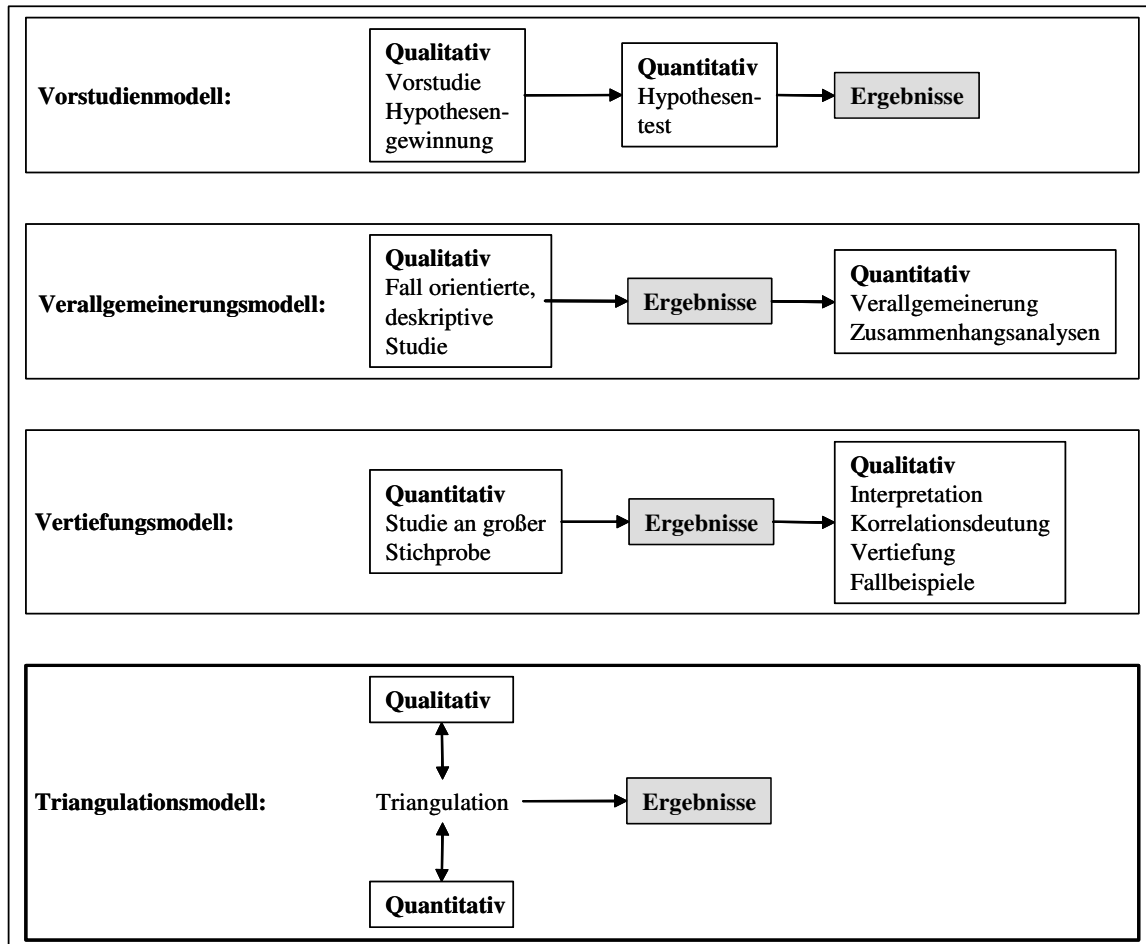 Vorstudienmodell:
Qualitativ
Vorstudie
Hypothesen-
gewinnung
Quantitativ
Hypothesen-
test
Ergebnisse
Verallgemeinerungsmodell:
Qualitativ
Fall orientierte,
deskriptive
Studie
Ergebnisse
Quantitativ
Verallgemeinerung
Zusammenhangsanalysen
Vertiefungsmodell:
Quantitativ
Studie an großer
Stichprobe
Ergebnisse
Qualitativ
Interpretation
Korrelationsdeutung
Vertiefung
Fallbeispiele
Triangulationsmodell:
Qualitativ
Triangulation
Quantitativ
Ergebnisse